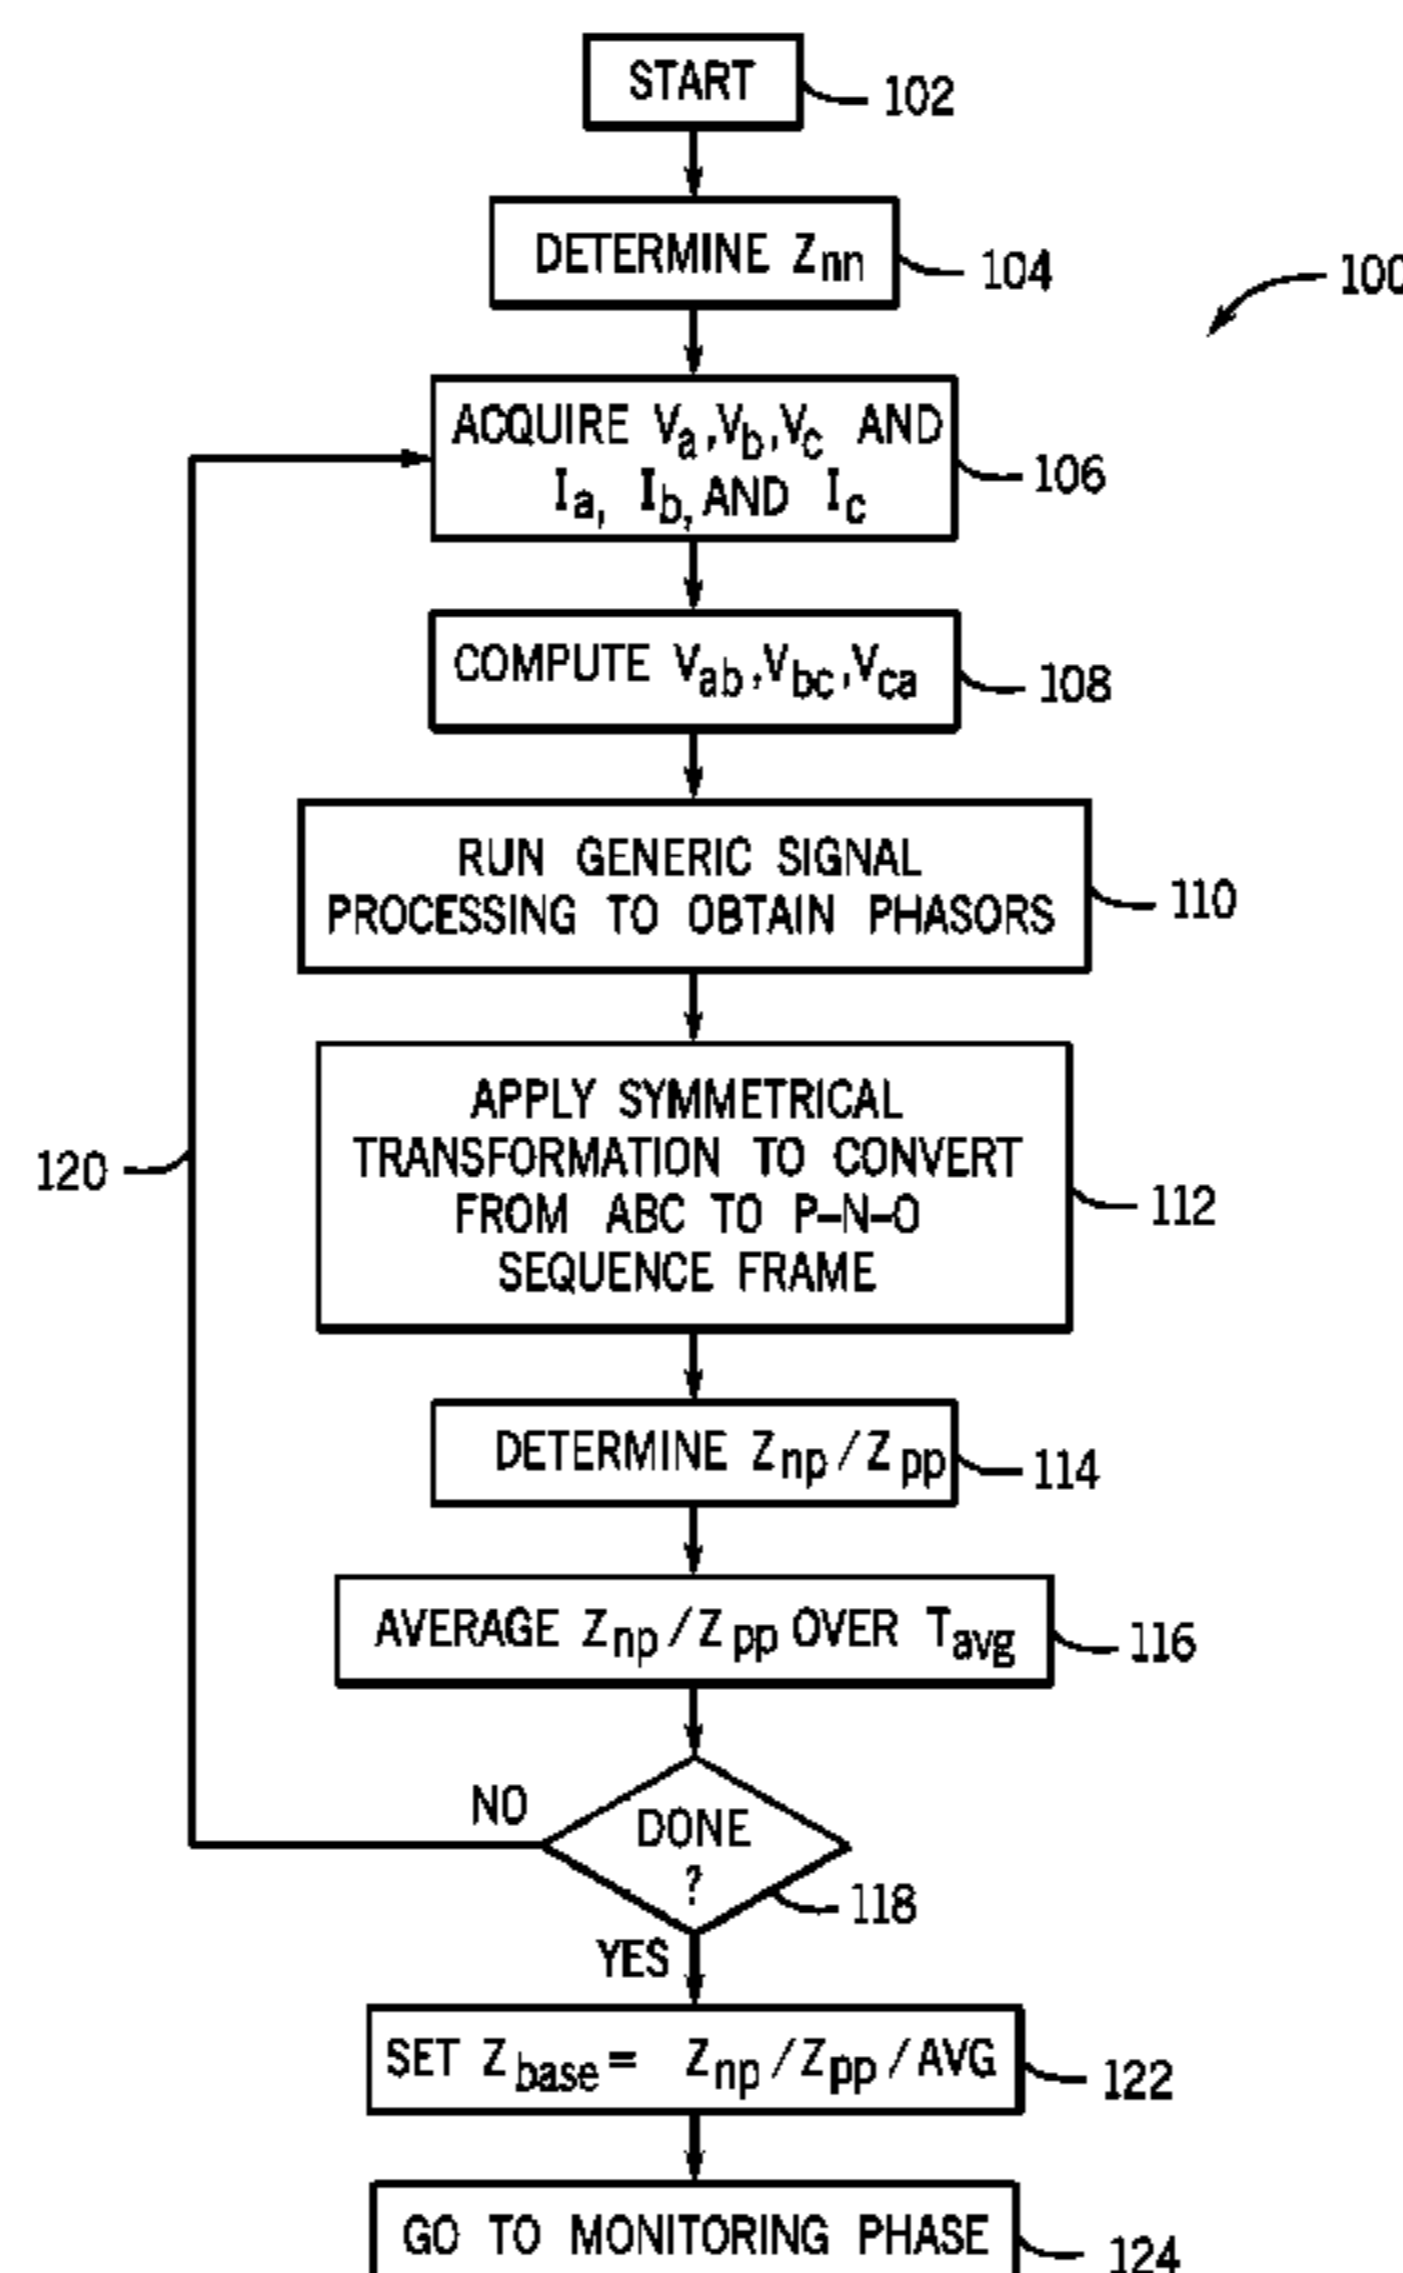 START
102
DETERMINE Znn
104
100
ACQUIRE Va,Vb,Vc AND
Ia, Ib, AND Ic
106
COMPUTE Vab,Vbc,Vca
108
RUN GENERIC SIGNAL
PROCESSING TO OBTAIN PHASORS
110
APPLY SYMMETRICAL
TRANSFORMATION TO CONVERT
FROM ABC TO P-N-O
SEQUENCE FRAME
112
120
DETERMINE Znp/Zpp
114
AVERAGE Znp/Zpp OVER Tavg
116
NO
DONE
?
118
YES
SET Zbase= Znp/Zpp/AVG
122
GO TO MONITORING PHASE
124